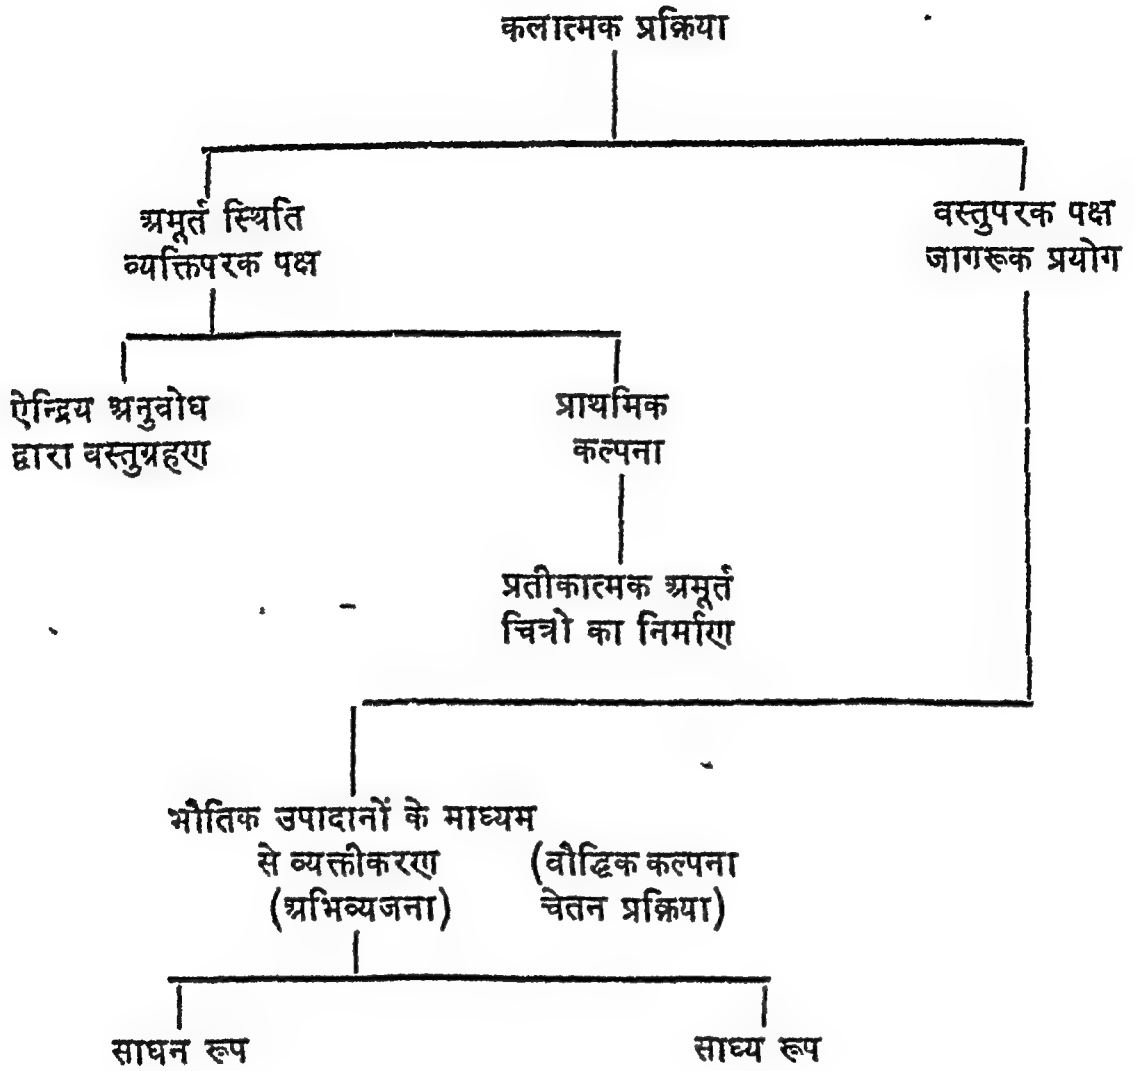 कलात्मक प्रक्रिया
अमूर्त स्थिति
व्यक्तिपरक पक्ष
वस्तुपरक पक्ष
जागरूक प्रयोग
ऐन्द्रिय अनुवोध
द्वारा वस्तुग्रहण
प्राथमिक
कल्पना
प्रतीकात्मक अमूर्त
चित्रो का निर्माण
भौतिक उपादानों के माध्यम
से व्यक्तीकरण
(अभिव्यजना)
(वौद्धिक कल्पना
चेतन प्रक्रिया)
साधन रूप
साध्य रूप